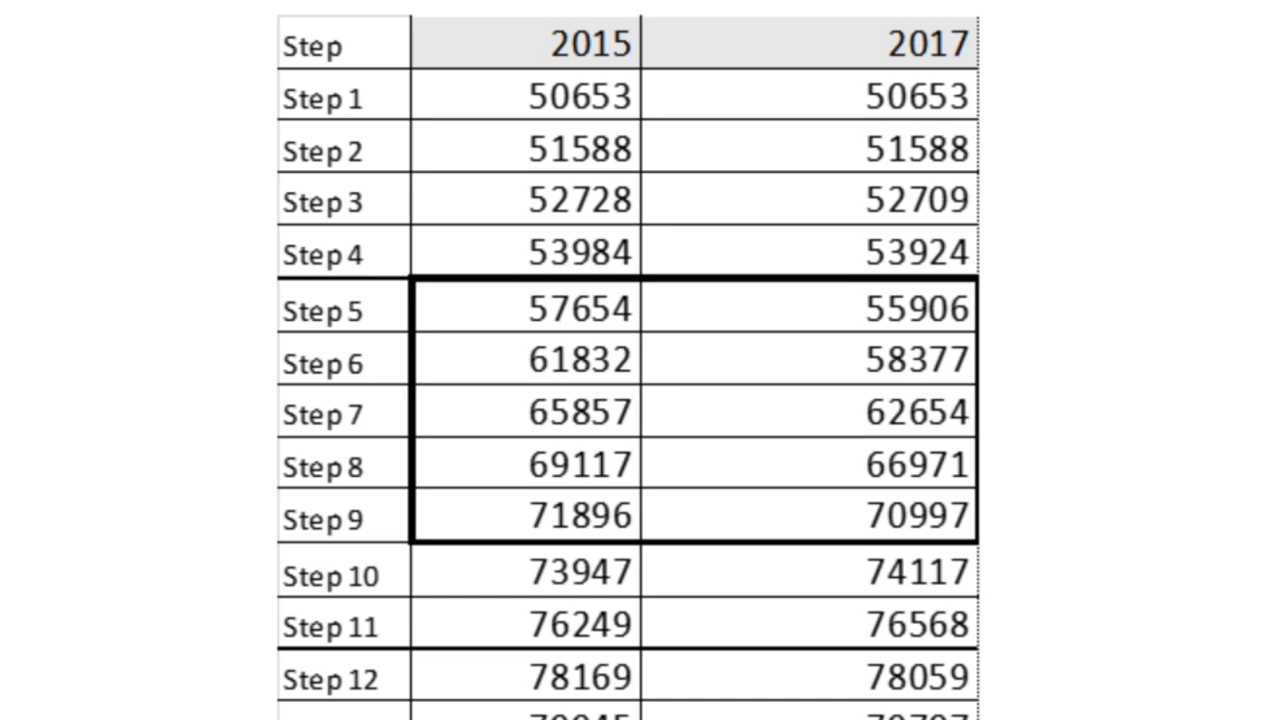 Step 2015 2017
Step 1 50653 50653
Step 2 51588 51588
Step 3 52728 52709
Step 4 53984 53924
Step 5 57654 55906
Step 6 61832 58377
Step 7 65857 62654
Step 8 69117 66971
Step 9 71896 70997
Step 10 73947 74117
Step 11 76249 76568
Step 12 78169 78059